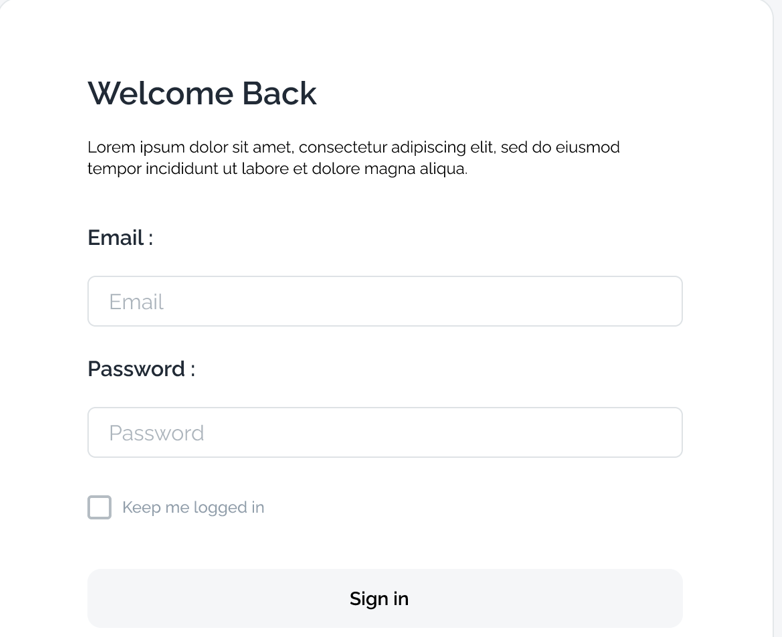 Welcome Back
Lorem ipsum dolor sit amet, consectetur adipiscing elit, sed do eiusmod
tempor incididunt ut labore et dolore magna aliqua.
Email :
Email
Password :
Password
Keep me logged in
Sign in